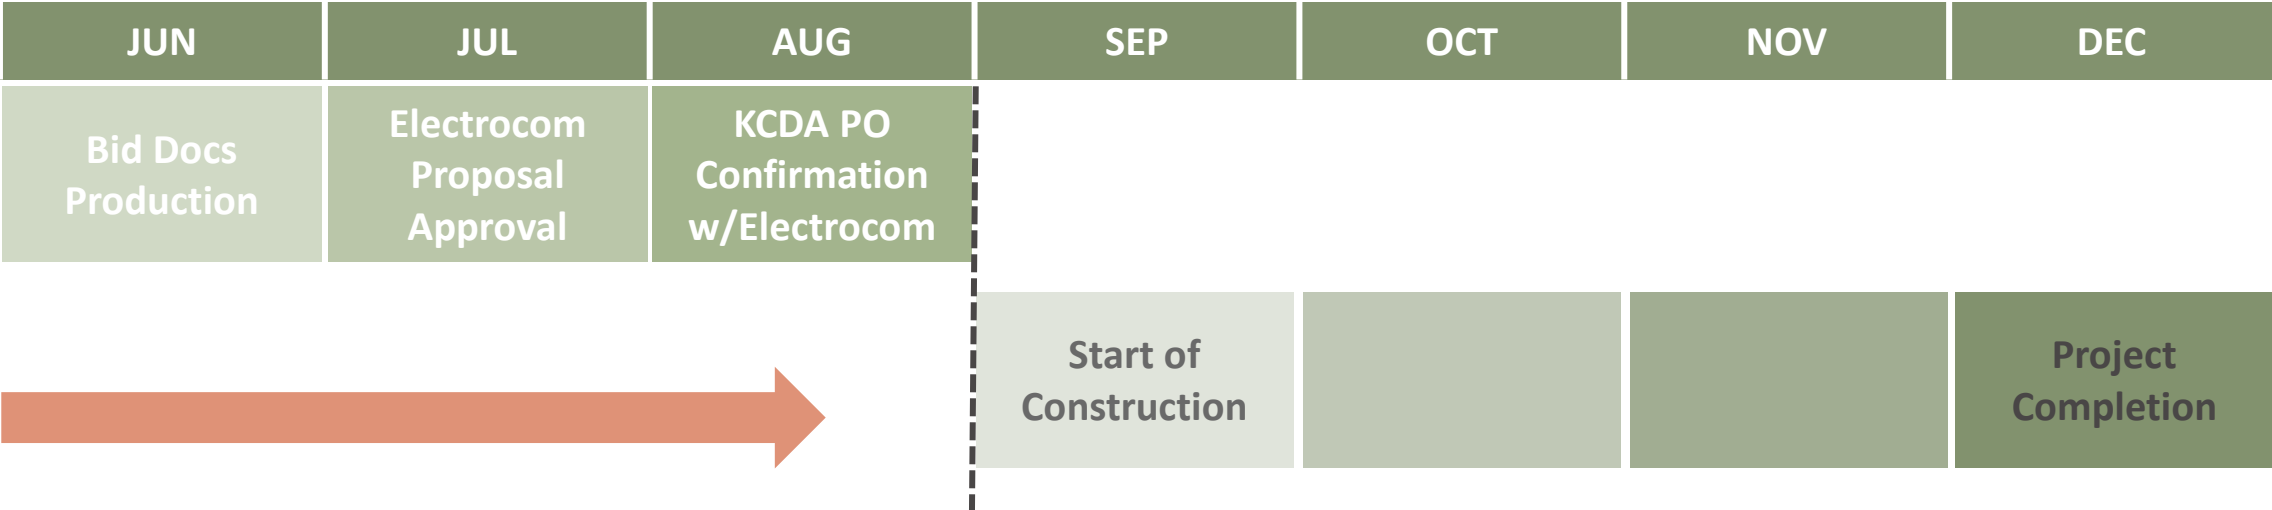 JUN
JUL
AUG
SEP
OCT
NOV
DEC
Bid Docs
Production
Electrocom
Proposal
Approval
KCDA PO
Confirmation
w/Electrocom
Start of
Construction
Project
Completion